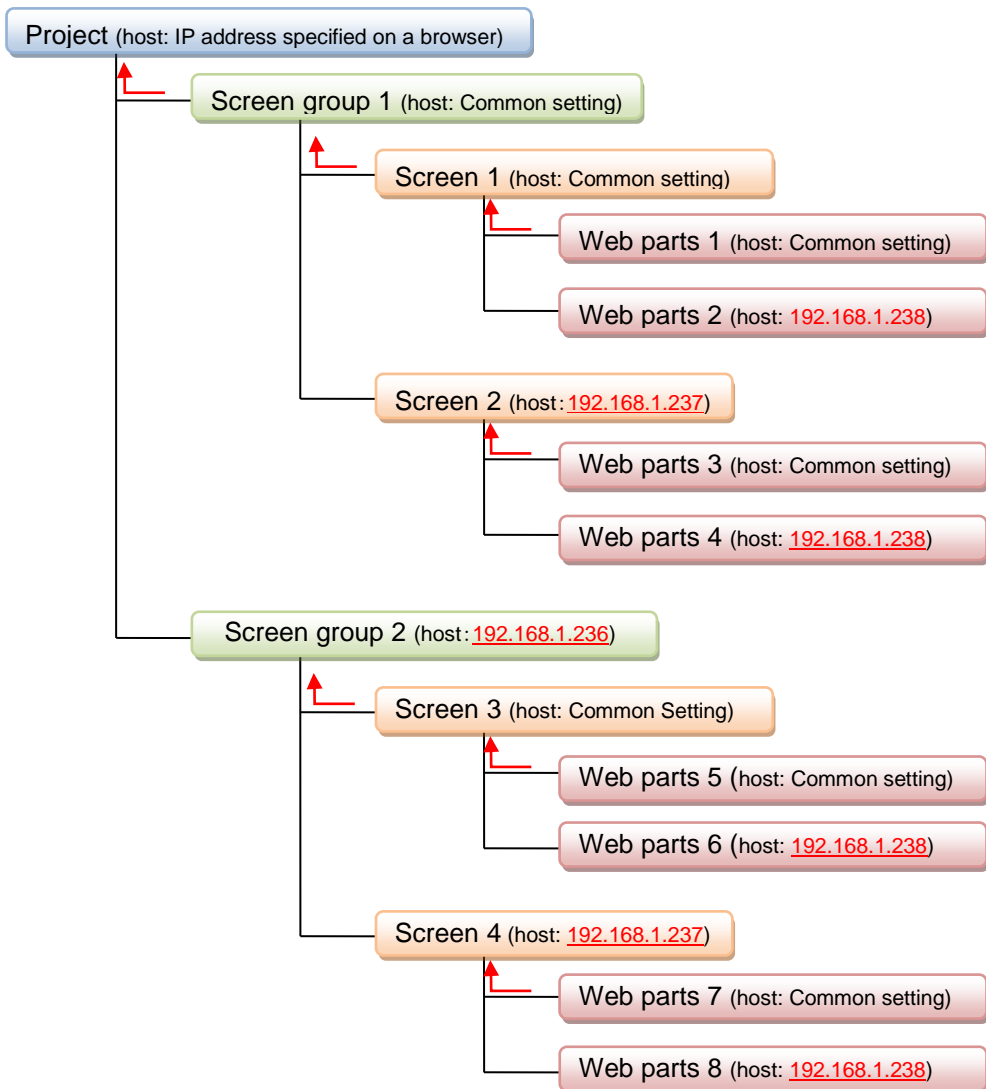 Project (host: IP address specified on a browser)
Screen group 1 (host: Common setting)
Screen 1 (host: Common setting)
Web parts 1 (host: Common setting)
Web parts 2 (host: 192.168.1.238)
Screen 2 (host: 192.168.1.237)
Web parts 3 (host: Common setting)
Web parts 4 (host: 192.168.1.238)
Screen group 2 (host: 192.168.1.236)
Screen 3 (host: Common Setting)
Web parts 5 (host: Common setting)
Web parts 6 (host: 192.168.1.238)
Screen 4 (host: 192.168.1.237)
Web parts 7 (host: Common setting)
Web parts 8 (host: 192.168.1.238)